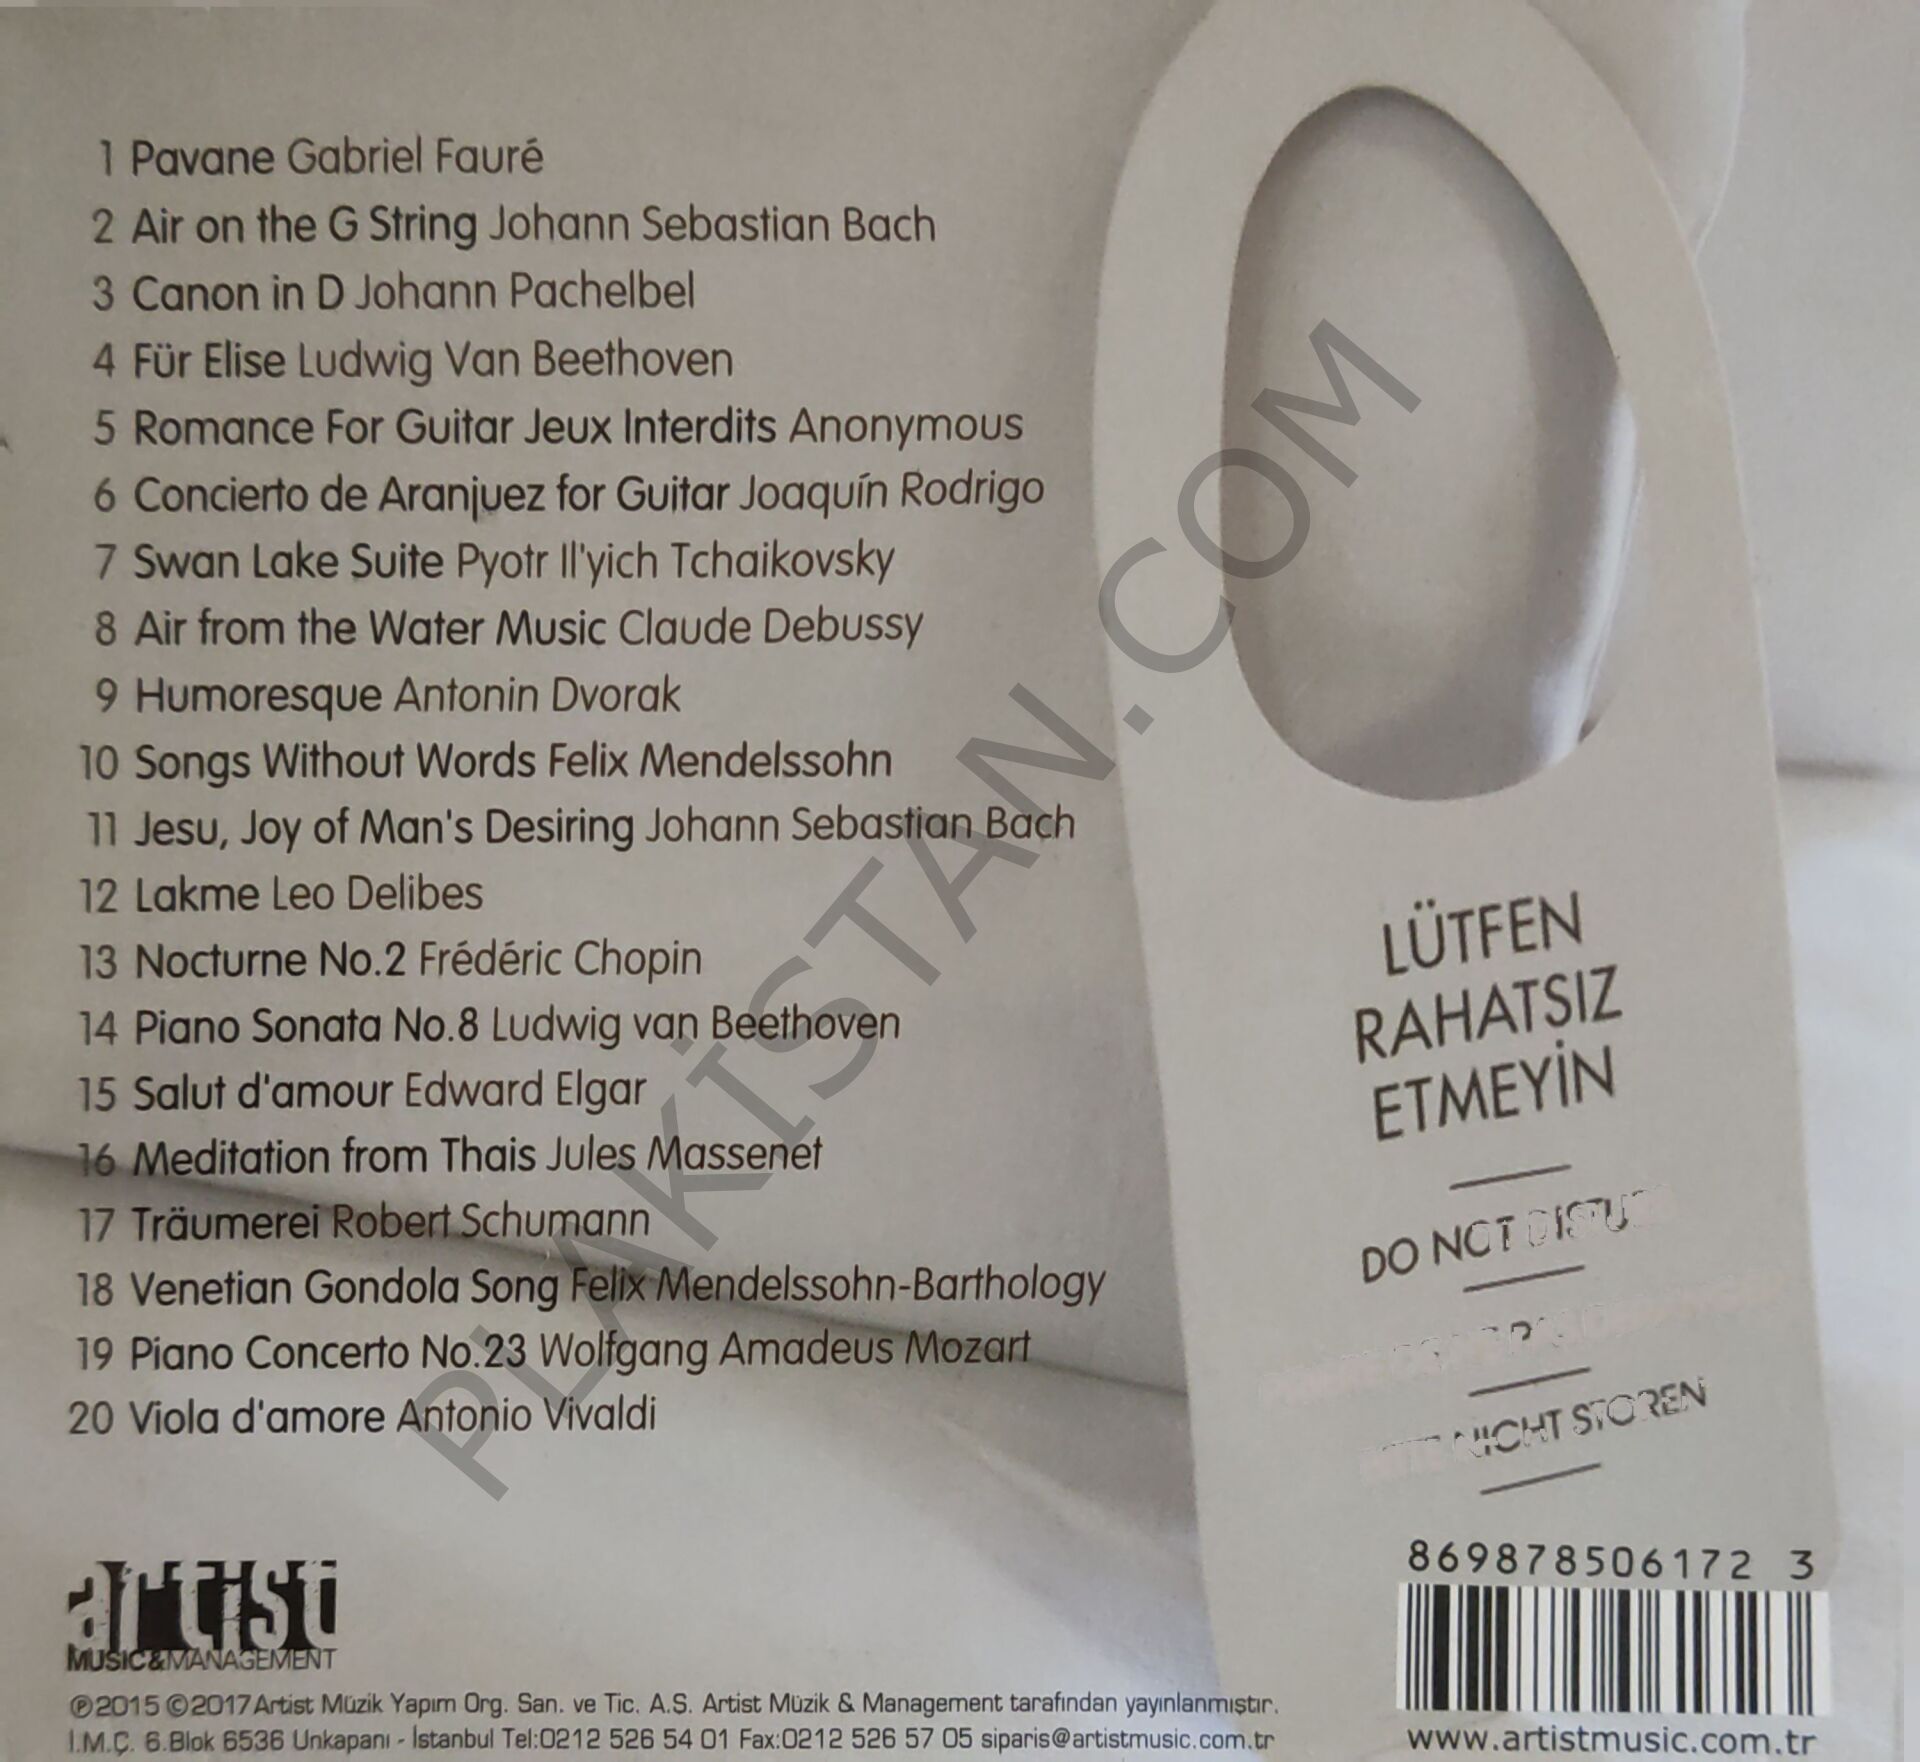 1 Pavane Gabriel Fauré
2 Air on the G String Johann Sebastian Bach
3 Canon in D Johann Pachelbel
4 Für Elise Ludwig Van Beethoven
5 Romance For Guitar Jeux Interdits Anonymous
6 Concierto de Aranjuez for Guitar Joaquín Rodrigo
7 Swan Lake Suite Pyotr Il'yich Tchaikovsky
8 Air from the Water Music Claude Debussy
9 Humoresque Antonin Dvorak
10 Songs Without Words Felix Mendelssohn
11 Jesu, Joy of Man's Desiring Johann Sebastian Bach
12 Lakme Leo Delibes
13 Nocturne No.2 Frédéric Chopin
14 Piano Sonata No.8 Ludwig van Beethoven
15 Salut d'amour Edward Elgar
16 Meditation from Thais Jules Massenet
17 Träumerei Robert Schumann
18 Venetian Gondola Song Felix Mendelssohn-Barthology
19 Piano Concerto No.23 Wolfgang Amadeus Mozart
20 Viola d'amore Antonio Vivaldi
LÜTFEN
RAHATSIZ
ETMEYİN
DO NOT
NICHT STOREN
PLAKİSTAN.COM
artist
MUSIC&MANAGEMENT
℗2015 ©2017 Artist Müzik Yapım Org. San. ve Tic. A.Ş. Artist Müzik & Management tarafından yayınlanmıştır.
İ.M.Ç. 6.Blok 6536 Unkapanı - İstanbul Tel:0212 526 54 01 Fax:0212 526 57 05 siparis@artistmusic.com.tr
869878506172 3
www.artistmusic.com.tr